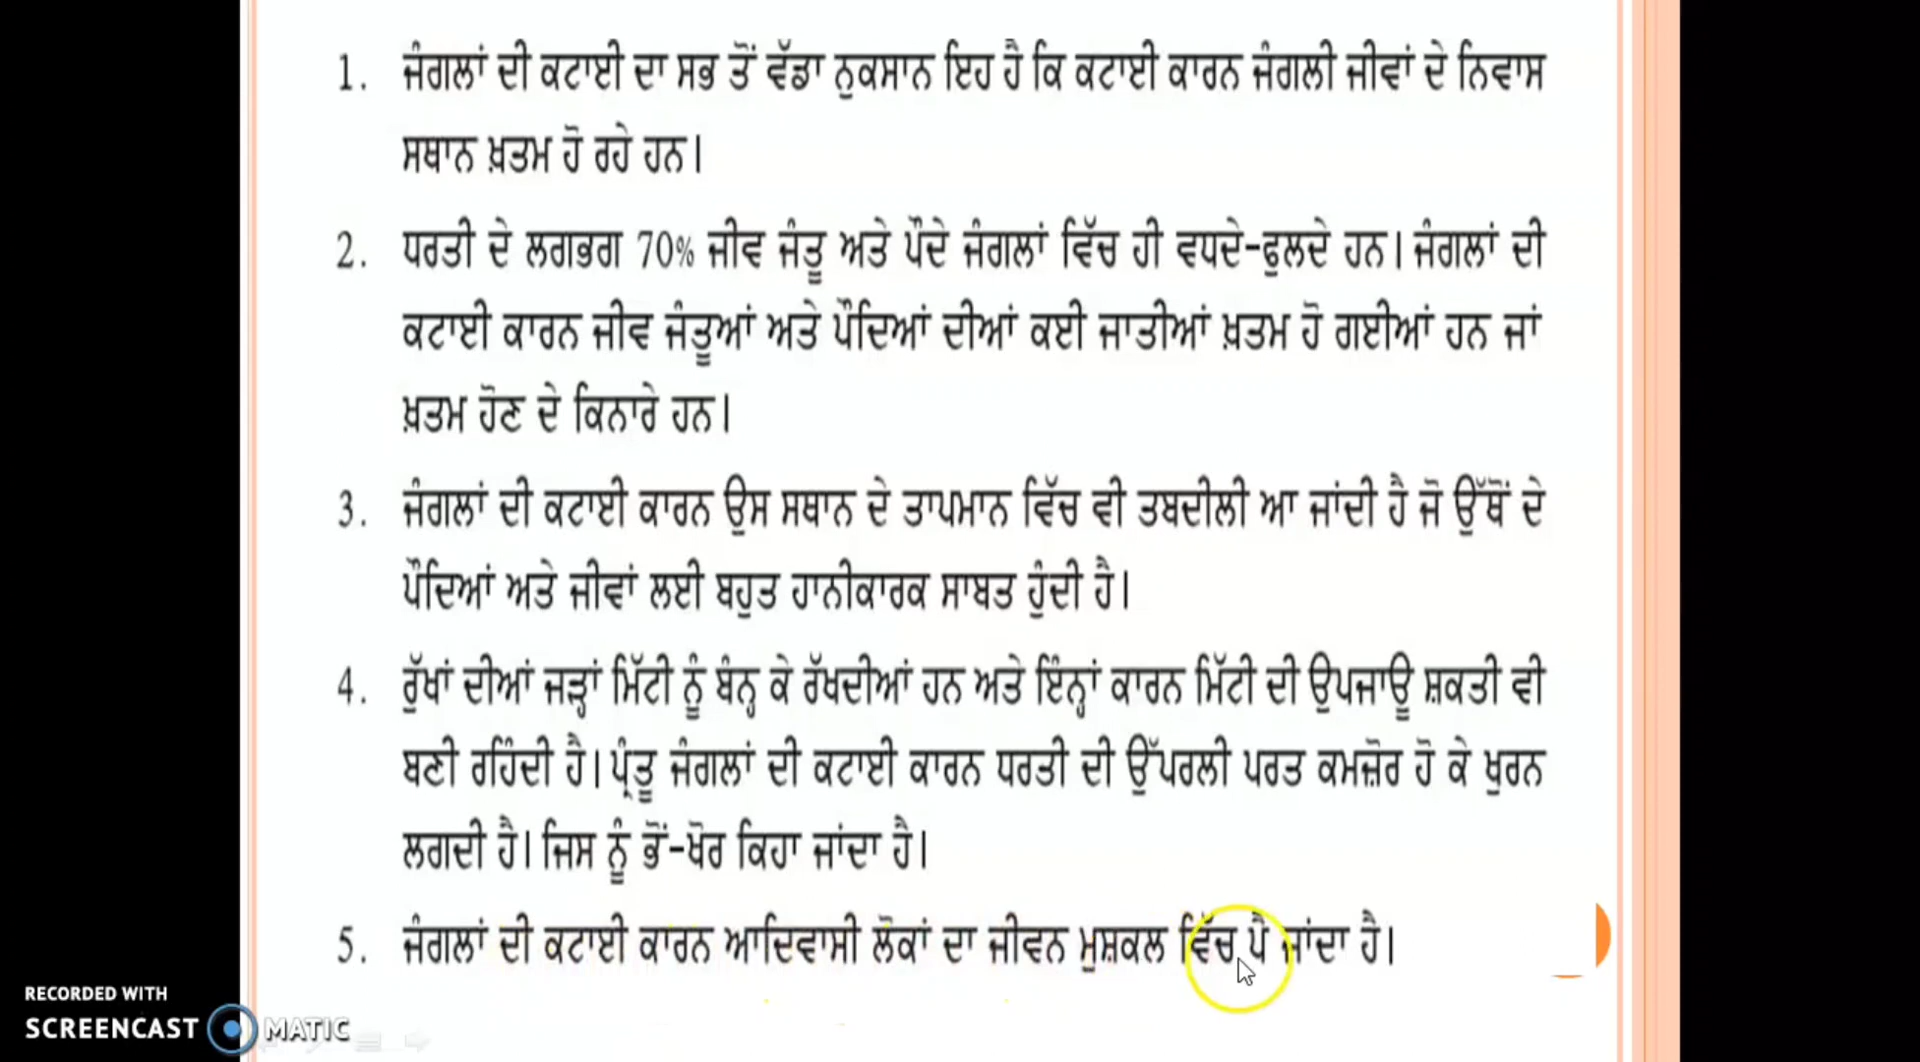 1. ਜੰਗਲਾਂ ਦੀ ਕਟਾਈ ਦਾ ਸਭ ਤੋਂ ਵੱਡਾ ਨੁਕਸਾਨ ਇਹ ਹੈ ਕਿ ਕਟਾਈ ਕਾਰਨ ਜੰਗਲੀ ਜੀਵਾਂ ਦੇ ਨਿਵਾਸ
ਸਥਾਨ ਖ਼ਤਮ ਹੋ ਰਹੇ ਹਨ।
2. ਧਰਤੀ ਦੇ ਲਗਭਗ 70% ਜੀਵ ਜੰਤੂ ਅਤੇ ਪੌਦੇ ਜੰਗਲਾਂ ਵਿੱਚ ਹੀ ਵਧਦੇ-ਫੁਲਦੇ ਹਨ। ਜੰਗਲਾਂ ਦੀ
ਕਟਾਈ ਕਾਰਨ ਜੀਵ ਜੰਤੂਆਂ ਅਤੇ ਪੌਦਿਆਂ ਦੀਆਂ ਕਈ ਜਾਤੀਆਂ ਖ਼ਤਮ ਹੋ ਗਈਆਂ ਹਨ ਜਾਂ
ਖ਼ਤਮ ਹੋਣ ਦੇ ਕਿਨਾਰੇ ਹਨ।
3. ਜੰਗਲਾਂ ਦੀ ਕਟਾਈ ਕਾਰਨ ਉਸ ਸਥਾਨ ਦੇ ਤਾਪਮਾਨ ਵਿੱਚ ਵੀ ਤਬਦੀਲੀ ਆ ਜਾਂਦੀ ਹੈ ਜੋ ਉੱਥੋਂ ਦੇ
ਪੌਦਿਆਂ ਅਤੇ ਜੀਵਾਂ ਲਈ ਬਹੁਤ ਹਾਨੀਕਾਰਕ ਸਾਬਤ ਹੁੰਦੀ ਹੈ।
4. ਰੁੱਖਾਂ ਦੀਆਂ ਜੜ੍ਹਾਂ ਮਿੱਟੀ ਨੂੰ ਬੰਨ੍ਹ ਕੇ ਰੱਖਦੀਆਂ ਹਨ ਅਤੇ ਇੰਨ੍ਹਾਂ ਕਾਰਨ ਮਿੱਟੀ ਦੀ ਉਪਜਾਊ ਸ਼ਕਤੀ ਵੀ
ਬਣੀ ਰਹਿੰਦੀ ਹੈ। ਪ੍ਰੰਤੂ ਜੰਗਲਾਂ ਦੀ ਕਟਾਈ ਕਾਰਨ ਧਰਤੀ ਦੀ ਉੱਪਰਲੀ ਪਰਤ ਕਮਜ਼ੋਰ ਹੋ ਕੇ ਖੁਰਨ
ਲਗਦੀ ਹੈ। ਜਿਸ ਨੂੰ ਭੋਂ-ਖੋਰ ਕਿਹਾ ਜਾਂਦਾ ਹੈ।
5. ਜੰਗਲਾਂ ਦੀ ਕਟਾਈ ਕਾਰਨ ਆਦਿਵਾਸੀ ਲੋਕਾਂ ਦਾ ਜੀਵਨ ਮੁਸ਼ਕਲ ਵਿੱਚ ਪੈ ਜਾਂਦਾ ਹੈ।
RECORDED WITH
SCREENCAST MATIC